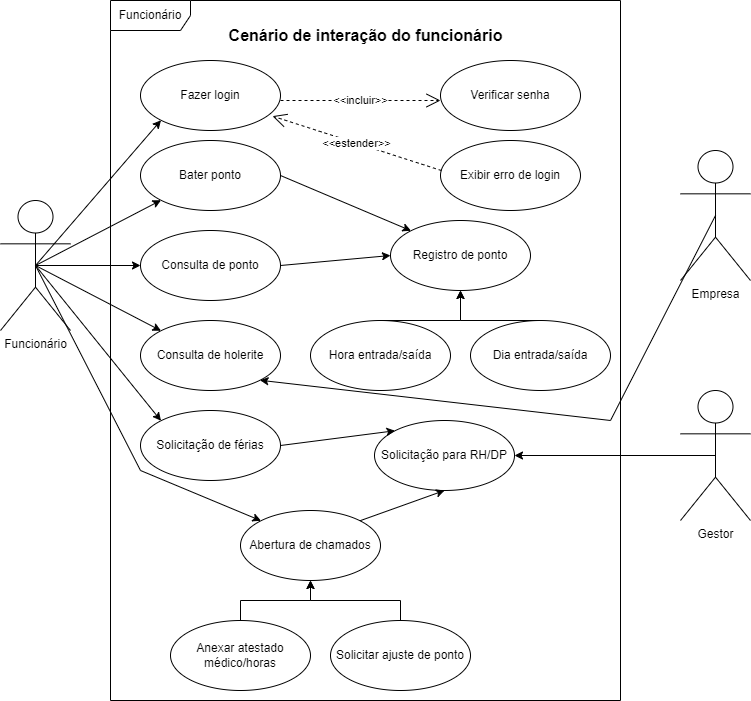 Funcionário
Cenário de interação do funcionário
Fazer login
<<incluir>>
Verificar senha
<<estender>>
Bater ponto
Exibir erro de login
Consulta de ponto
Registro de ponto
Empresa
Funcionário
Consulta de holerite
Hora entrada/saída
Dia entrada/saída
Solicitação de férias
Solicitação para RH/DP
Gestor
Abertura de chamados
Anexar atestado
médico/horas
Solicitar ajuste de ponto